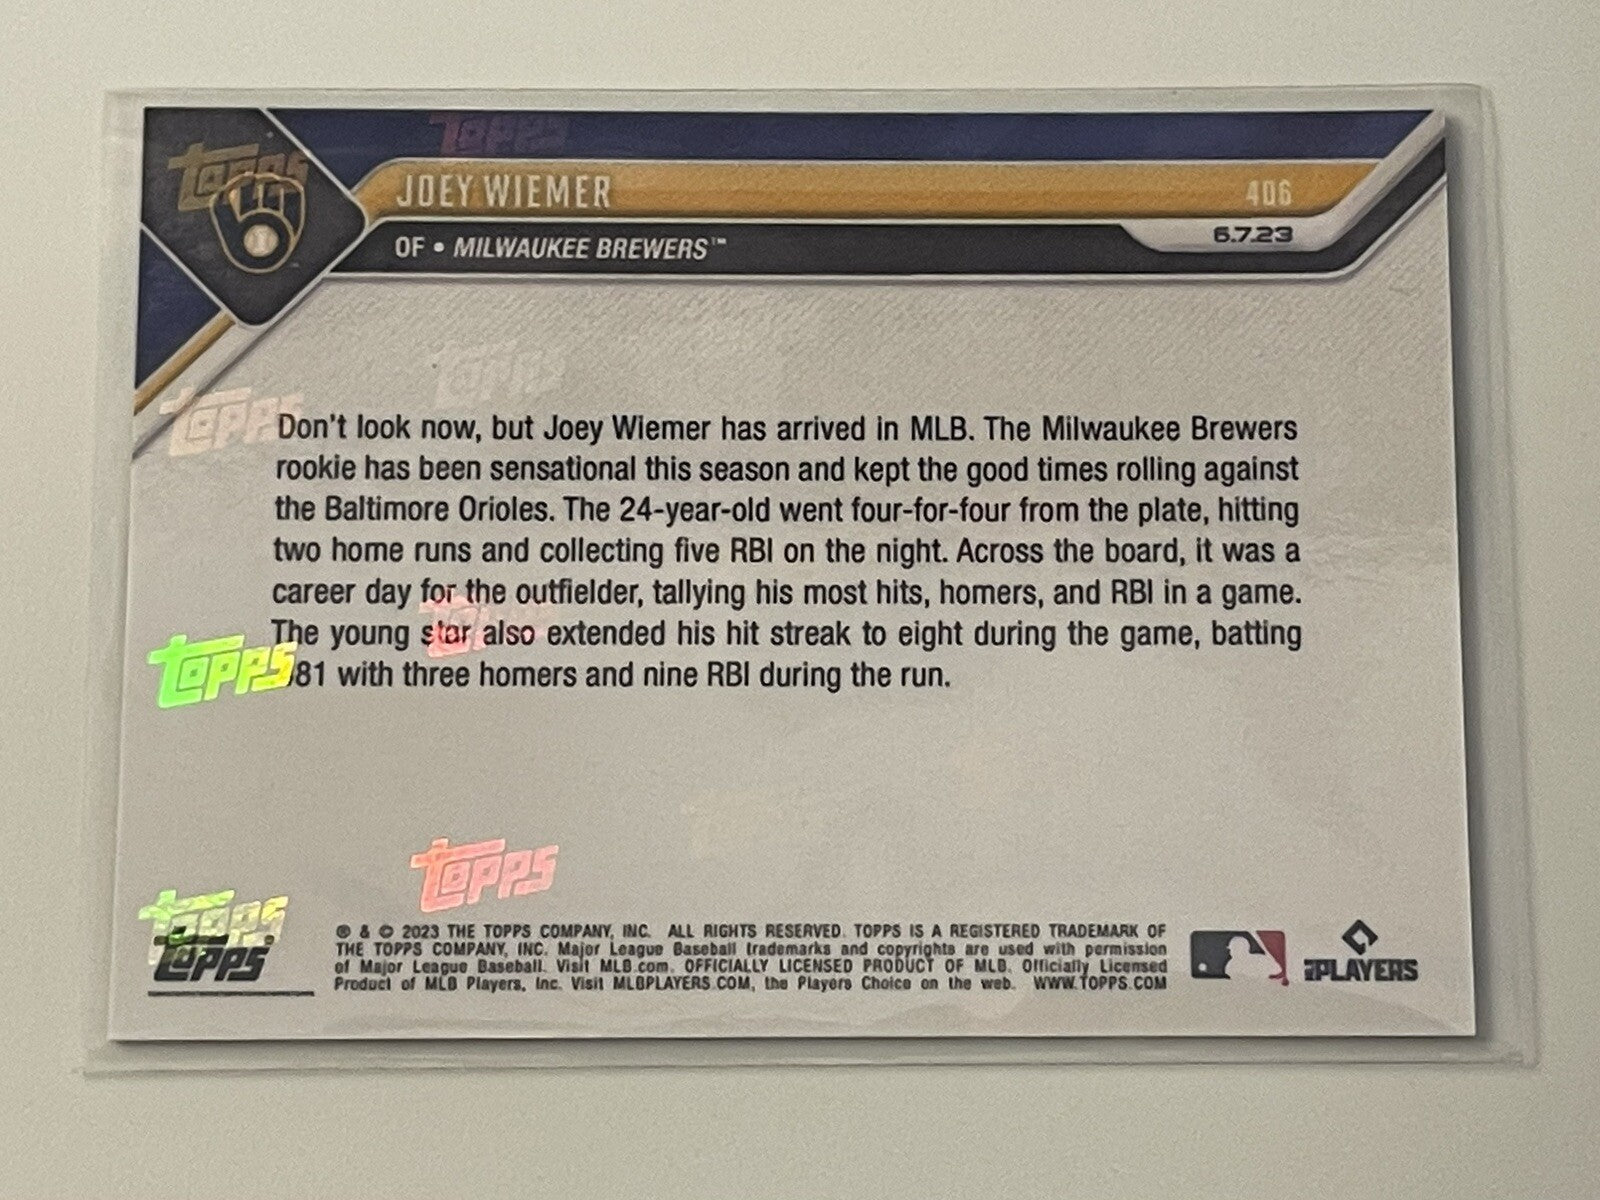 Topps
Topps
JOEY WIEMER 406
OF • MILWAUKEE BREWERS™ 6.7.23
Topps
Topps
Don't look now, but Joey Wiemer has arrived in MLB. The Milwaukee Brewers
rookie has been sensational this season and kept the good times rolling against
the Baltimore Orioles. The 24-year-old went four-for-four from the plate, hitting
two home runs and collecting five RBI on the night. Across the board, it was a
career day for the outfielder, tallying his most hits, homers, and RBI in a game.
The young star also extended his hit streak to eight during the game, batting
81 with three homers and nine RBI during the run.
Topps
Topps
Topps
Topps
® & © 2023 THE TOPPS COMPANY, INC. ALL RIGHTS RESERVED. TOPPS IS A REGISTERED TRADEMARK OF
THE TOPPS COMPANY, INC. Major League Baseball trademarks and copyrights are used with permission
of Major League Baseball. Visit MLB.com. OFFICIALLY LICENSED PRODUCT OF MLB. Officially Licensed
Product of MLB Players, Inc. Visit MLBPLAYERS.COM, the Players Choice on the web. WWW.TOPPS.COM
PLAYERS